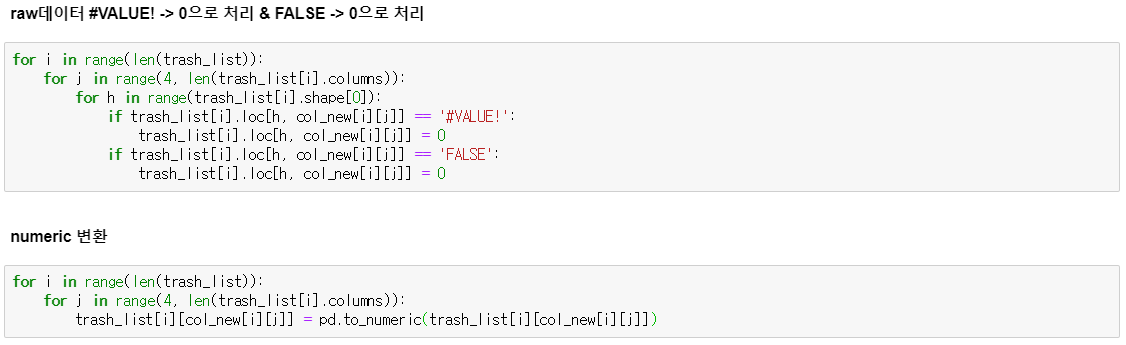 raw데이터 #VALUE! -> 0으로 처리 & FALSE -> 0으로 처리
for i in range(len(trash_list)):
    for j in range(4, len(trash_list[i].columns)):
        for h in range(trash_list[i].shape[0]):
            if trash_list[i].loc[h, col_new[i][j]] == '#VALUE!':
                trash_list[i].loc[h, col_new[i][j]] = 0
            if trash_list[i].loc[h, col_new[i][j]] == 'FALSE':
                trash_list[i].loc[h, col_new[i][j]] = 0
numeric 변환
for i in range(len(trash_list)):
    for j in range(4, len(trash_list[i].columns)):
        trash_list[i][col_new[i][j]] = pd.to_numeric(trash_list[i][col_new[i][j]])